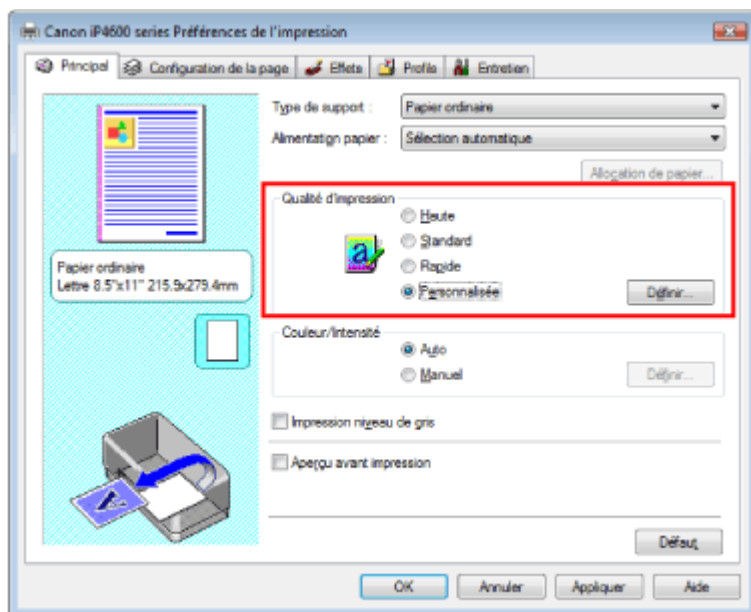 Canon iP4600 series Préférences de l'impression
Principal Configuration de la page Effets Profils Entretien
Type de support : Papier ordinaire
Alimentation papier : Sélection automatique
Allocation de papier...
Qualité d'impression
Haute
Standard
Rapide
Personnalisée Définir...
Papier ordinaire
Lettre 8.5"x11" 215.9x279.4mm
Couleur/Intensité
Auto
Manuel Définir...
Impression niveau de gris
Aperçu avant impression
Défaut
OK Annuler Appliquer Aide